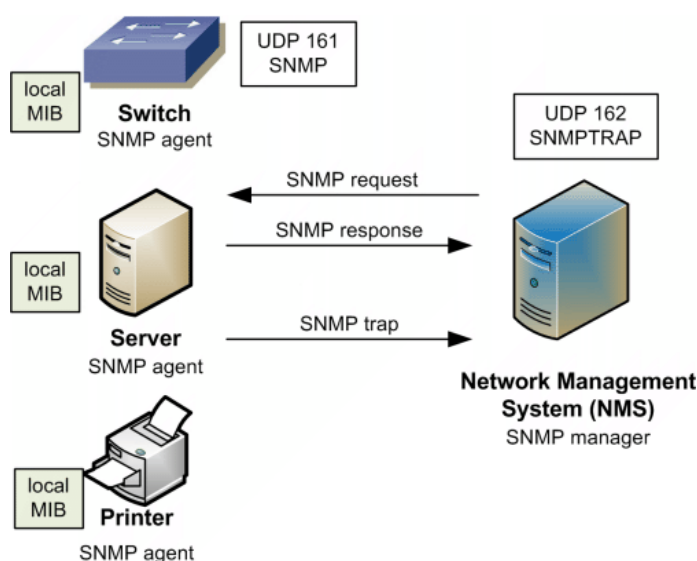 UDP 161
SNMP
local
MIB
Switch
SNMP agent
UDP 162
SNMPTRAP
SNMP request
SNMP response
local
MIB
SNMP trap
Server
SNMP agent
Network Management
System (NMS)
SNMP manager
local
MIB
Printer
SNMP agent